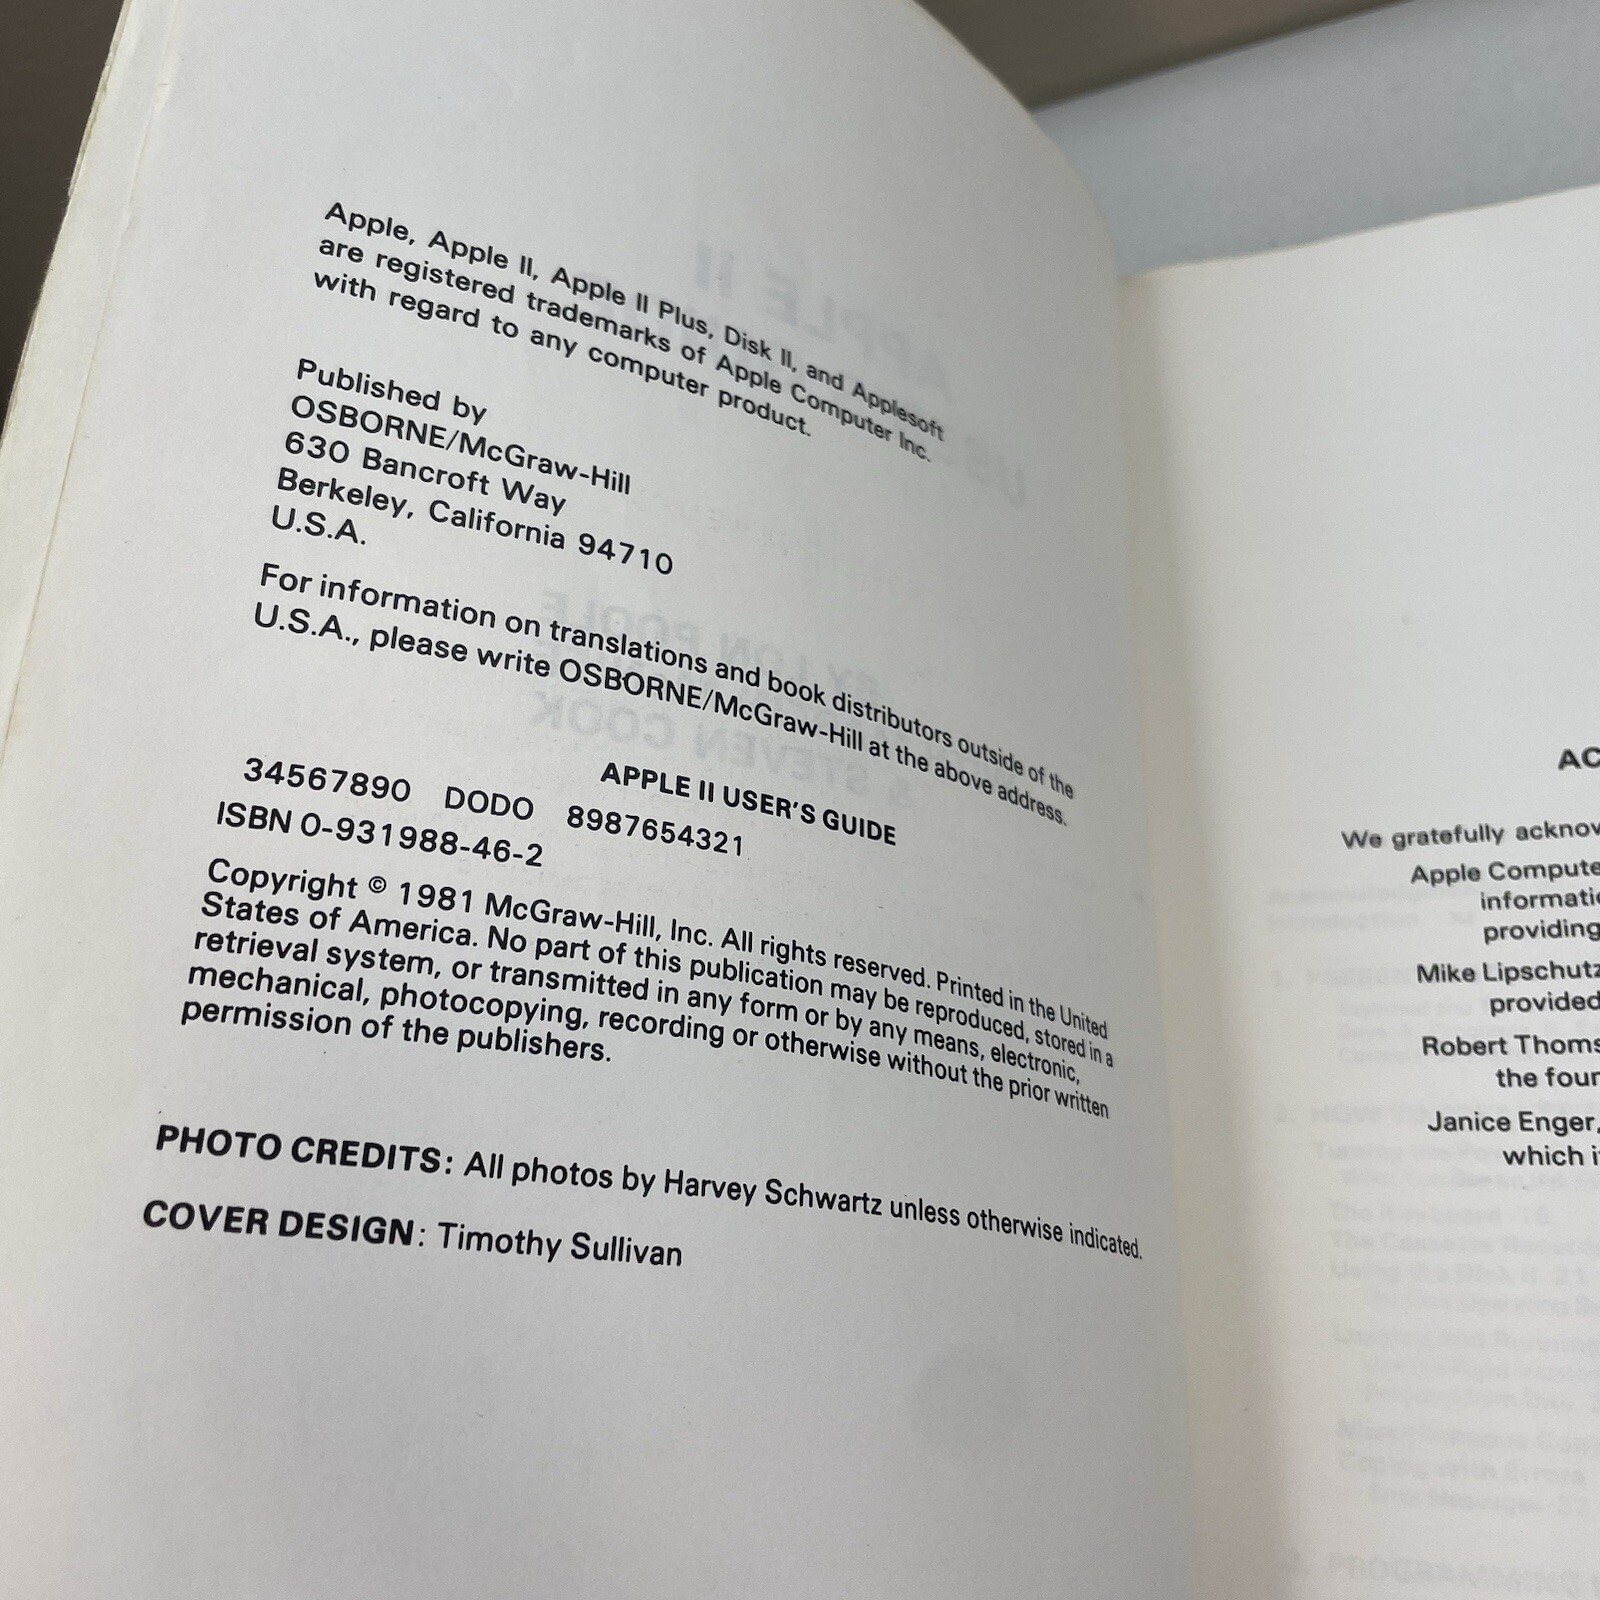 Apple, Apple II, Apple II Plus, Disk II, and Applesoft
are registered trademarks of Apple Computer Inc.
with regard to any computer product.
Published by
OSBORNE/McGraw-Hill
630 Bancroft Way
Berkeley, California 94710
U.S.A.
For information on translations and book distributors outside of the
U.S.A., please write OSBORNE/McGraw-Hill at the above address.
APPLE II USER'S GUIDE
34567890 DODO 8987654321
ISBN 0-931988-46-2
Copyright © 1981 McGraw-Hill, Inc. All rights reserved. Printed in the United
States of America. No part of this publication may be reproduced, stored in a
retrieval system, or transmitted in any form or by any means, electronic,
mechanical, photocopying, recording or otherwise without the prior written
permission of the publishers.
PHOTO CREDITS: All photos by Harvey Schwartz unless otherwise indicated.
COVER DESIGN: Timothy Sullivan
AC
We gratefully acknow
Apple Compute
informatio
providing
Mike Lipschutz
provided
Robert Thoms
the four
Janice Enger,
which i